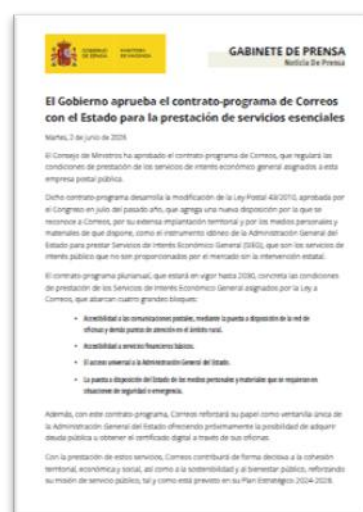 GOBIERNO MINISTERIO
DE ESPAÑA DE HACIENDA
GABINETE DE PRENSA
Noticia De Prensa
El Gobierno aprueba el contrato-programa de Correos
con el Estado para la prestación de servicios esenciales
Martes, 2 de junio de 2026
El Consejo de Ministros ha aprobado el contrato-programa de Correos, que regulará las
condiciones de prestación de los servicios de interés económico general asignados a esta
empresa postal pública.
Dicho contrato-programa desarrolla la modificación de la Ley Postal 43/2010, aprobada por
el Congreso en julio del pasado año, que agrega una nueva disposición por la que se
reconoce a Correos, por su extensa implantación territorial y por los medios personales y
materiales de que dispone, como el instrumento idóneo de la Administración General del
Estado para prestar Servicios de Interés Económico General (SIEG), que son los servicios de
interés público que no son proporcionados por el mercado sin la intervención estatal.
El contrato-programa plurianual, que estará en vigor hasta 2030, concreta las condiciones
de prestación de los Servicios de Interés Económico General asignados por la Ley a
Correos, que abarcan cuatro grandes bloques:
• Accesibilidad a las comunicaciones postales, mediante la puesta a disposición de la red de
oficinas y demás puntos de atención en el ámbito rural.
• Accesibilidad a servicios financieros básicos.
• El acceso universal a la Administración General del Estado.
• La puesta a disposición del Estado de los medios personales y materiales que se requieran en
situaciones de seguridad o emergencia.
Además, con este contrato-programa, Correos reforzará su papel como ventanilla única de
la Administración General del Estado ofreciendo próximamente la posibilidad de adquirir
deuda pública u obtener el certificado digital a través de sus oficinas.
Con la prestación de estos servicios, Correos contribuirá de forma decisiva a la cohesión
territorial, económica y social, así como a la sostenibilidad y al bienestar público, reforzando
su misión de servicio público, tal y como está previsto en su Plan Estratégico 2024-2028.